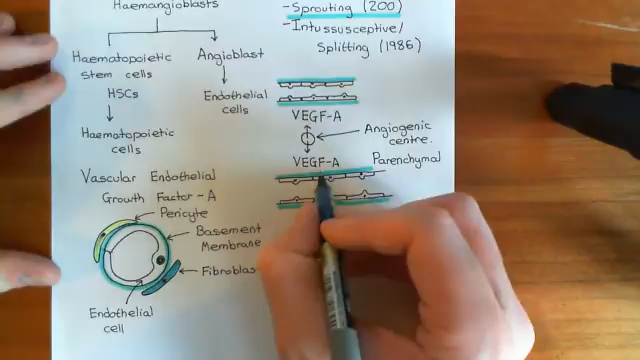 Haemangioblasts
Haematopoietic
Stem cells
HSCs
Haematopoietic
cells
Angioblast
Endothelial
cells
- Sprouting (200)
- Intussusceptive/
Splitting (1986)
VEGF-A
Angiogenic
centre.
VEGF-A
Parenchymal
Vascular Endothelial
Growth Factor-A
Pericyte
Basement
Membrane
Fibroblas
Endothelial
cell